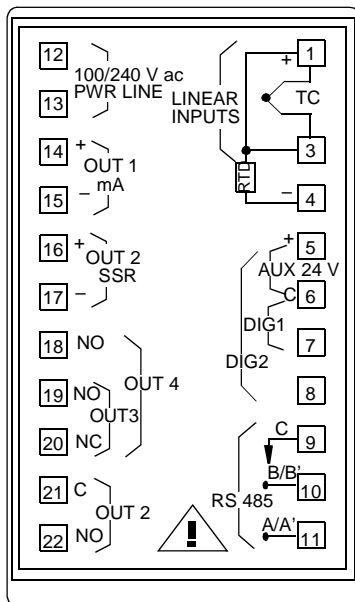 12
100/240 V ac
13
PWR LINE
14 +
OUT 1
15 –
mA
16 +
OUT 2
17 –
SSR
18 NO
OUT 4
19 NO
OUT3
20 NC
21 C
OUT 2
22 NO
LINEAR
INPUTS
+ 1
TC
3
RTD
– 4
+ 5
AUX 24 V
C 6
DIG1
7
DIG2
8
C 9
B/B'
10
RS 485
A/A'
11
!